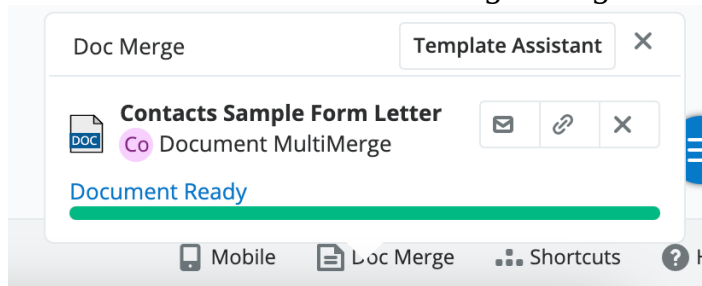 Doc Merge
Template Assistant
Contacts Sample Form Letter
DOC
Co Document MultiMerge
Document Ready
Mobile
Doc Merge
Shortcuts